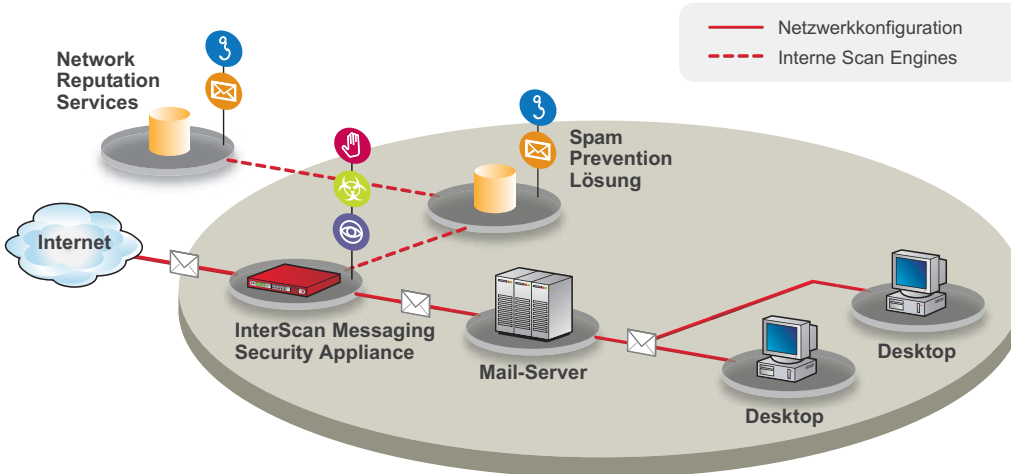 Netzwerkkonfiguration
Interne Scan Engines
Network
Reputation
Services
Spam
Prevention
Lösung
Internet
InterScan Messaging
Security Appliance
Mail-Server
Desktop
Desktop